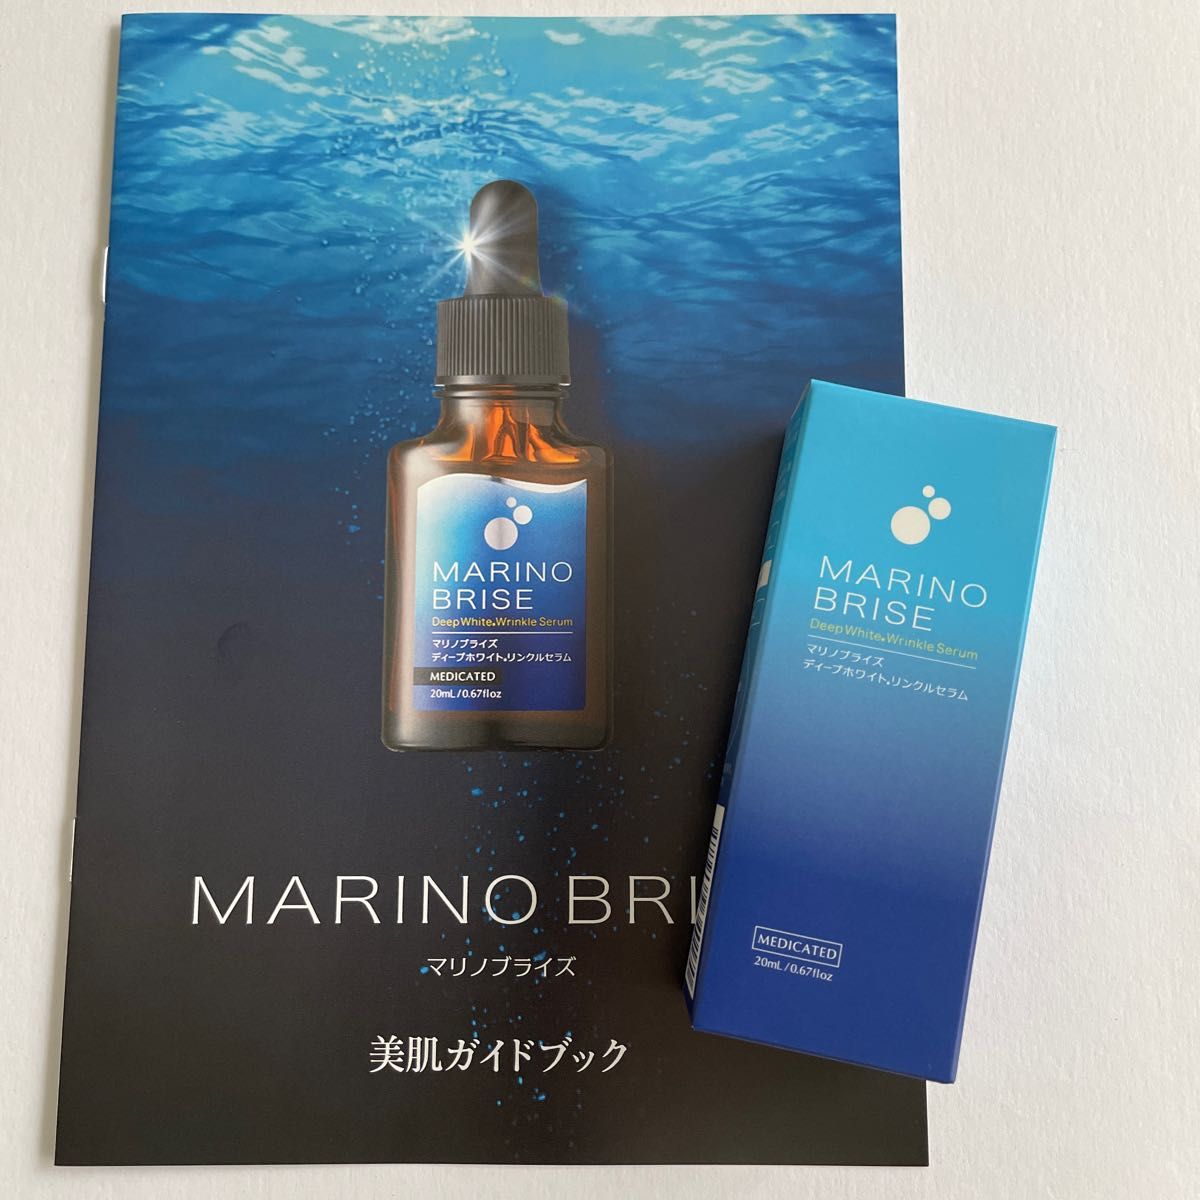 MARINO
BRISE
Deep White•Wrinkle Serum
マリノブライズ
ディープホワイト•リンクルセラム
MEDICATED
20mL/0.67floz
MARINO BRI
マリノブライズ
美肌ガイドブック
MARINO
BRISE
Deep White•Wrinkle Serum
マリノブライズ
ディープホワイト•リンクルセラム
MEDICATED
20mL/0.67floz